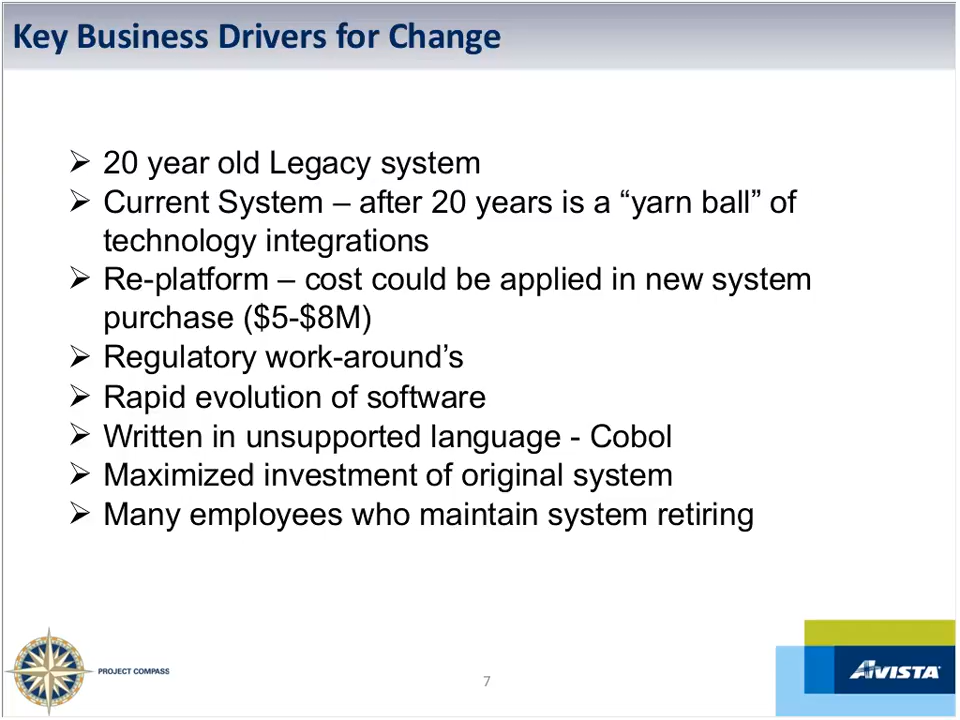 Key Business Drivers for Change
➢ 20 year old Legacy system
➢ Current System – after 20 years is a “yarn ball” of
technology integrations
➢ Re-platform – cost could be applied in new system
purchase ($5-$8M)
➢ Regulatory work-around’s
➢ Rapid evolution of software
➢ Written in unsupported language - Cobol
➢ Maximized investment of original system
➢ Many employees who maintain system retiring
PROJECT COMPASS
7
AVISTA